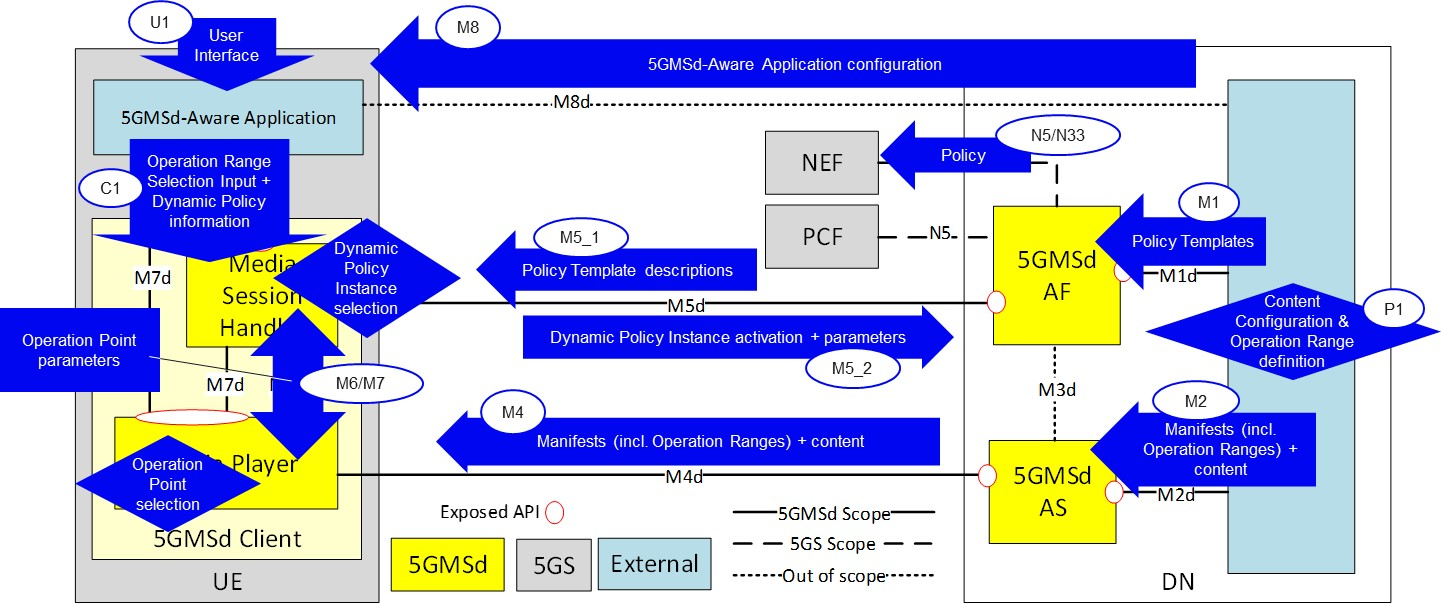 U1
User
Interface
M8
5GMSd-Aware Application configuration
5GMSd-Aware Application
M8d
N5/N33
NEF
Policy
Operation Range
Selection Input +
Dynamic Policy
information
C1
M1
PCF
N5
Policy Templates
M5_1
Policy Template descriptions
Dynamic
Policy
Instance
selection
M7d
Media
Session
5GMSd
AF
M1d
M5d
Content
Configuration &
Operation Range
definition
P1
Operation Point
parameters
Dynamic Policy Instance activation + parameters
M5_2
M7d
M6/M7
M3d
M4
M2
Manifests (incl. Operation Ranges) + content
Manifests (incl.
Operation Ranges) +
content
Operation
Point
selection
Player
M4d
5GMSd
AS
M2d
5GMSd Client
UE
Exposed API
5GMSd
5GS
External
5GMSd Scope
5GS Scope
Out of scope
DN